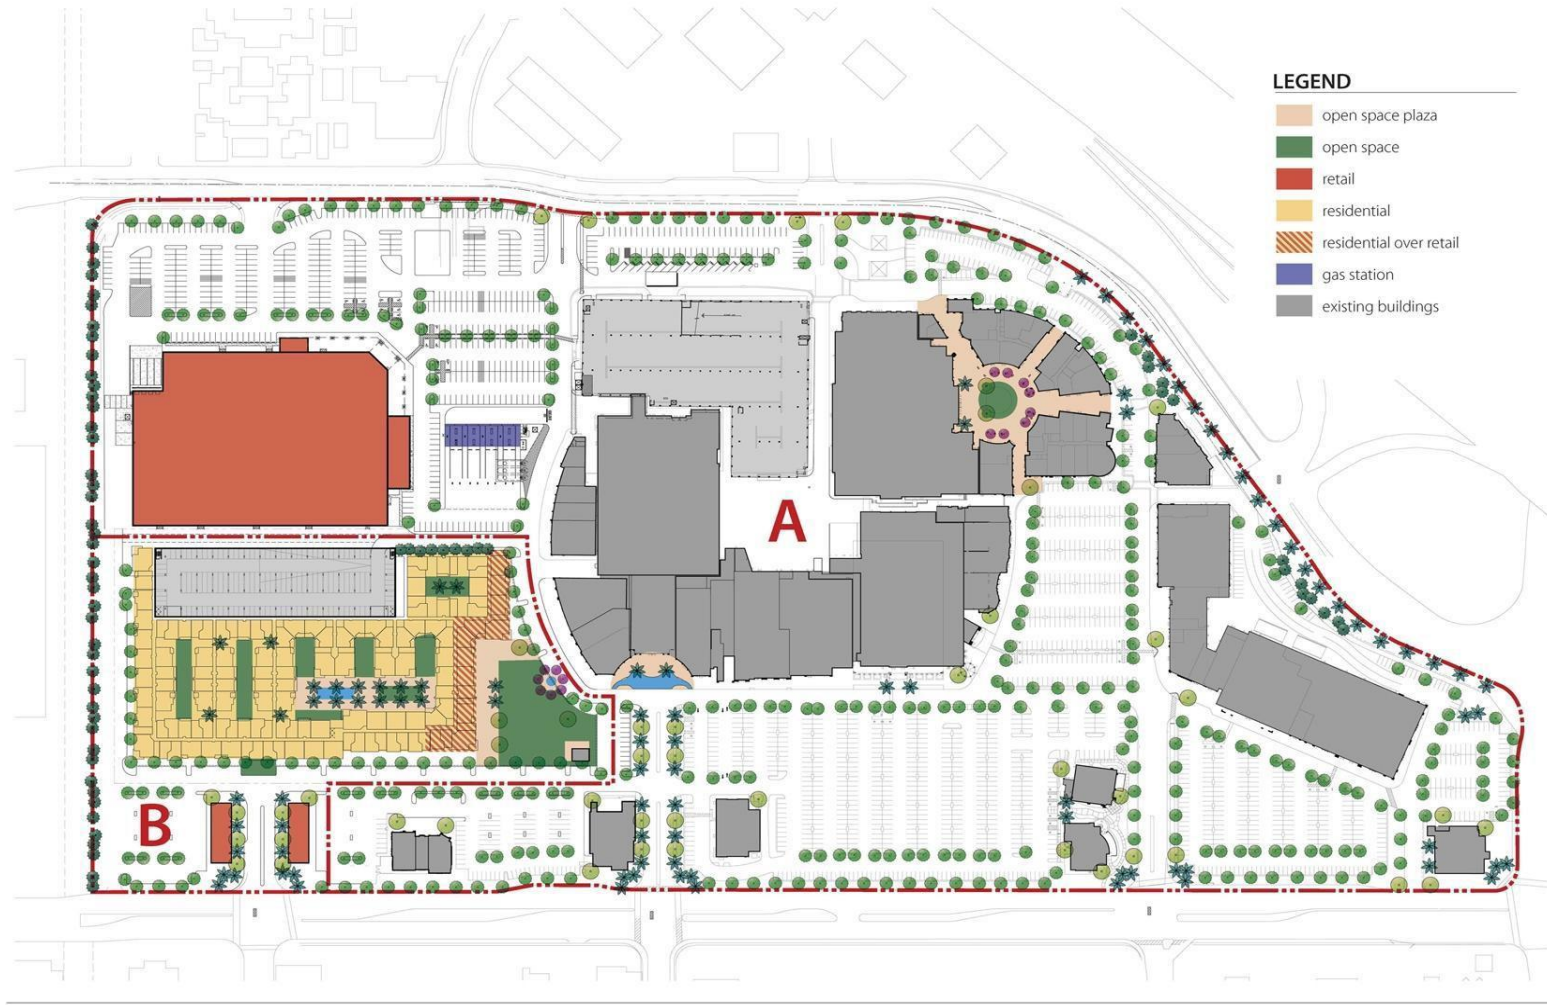 LEGEND
open space plaza
open space
retail
residential
residential over retail
gas station
existing buildings
A
B